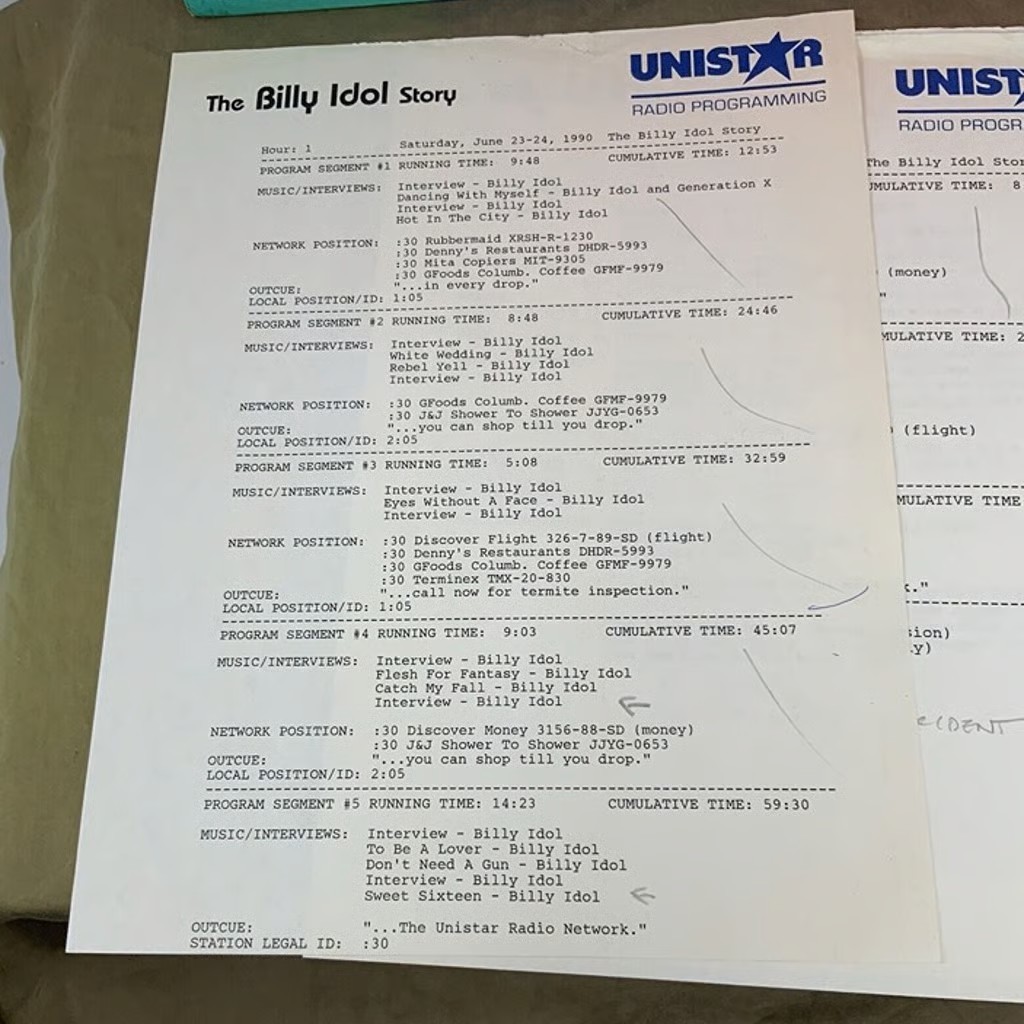 The Billy Idol Story
UNISTAR
RADIO PROGRAMMING
Hour: 1 Saturday, June 23-24, 1990 The Billy Idol Story
PROGRAM SEGMENT #1 RUNNING TIME: 9:48 CUMULATIVE TIME: 12:53
MUSIC/INTERVIEWS: Interview - Billy Idol
Dancing With Myself - Billy Idol and Generation X
Interview - Billy Idol
Hot In The City - Billy Idol
NETWORK POSITION: :30 Rubbermaid XRSH-R-1230
:30 Denny's Restaurants DHDR-5993
:30 Mita Copiers MIT-9305
:30 GFoods Columb. Coffee GFMF-9979
OUTCUE: "...in every drop."
LOCAL POSITION/ID: 1:05
PROGRAM SEGMENT #2 RUNNING TIME: 8:48 CUMULATIVE TIME: 24:46
MUSIC/INTERVIEWS: Interview - Billy Idol
White Wedding - Billy Idol
Rebel Yell - Billy Idol
Interview - Billy Idol
NETWORK POSITION: :30 GFoods Columb. Coffee GFMF-9979
:30 J&J Shower To Shower JJYG-0653
OUTCUE: "...you can shop till you drop."
LOCAL POSITION/ID: 2:05
PROGRAM SEGMENT #3 RUNNING TIME: 5:08 CUMULATIVE TIME: 32:59
MUSIC/INTERVIEWS: Interview - Billy Idol
Eyes Without A Face - Billy Idol
Interview - Billy Idol
NETWORK POSITION: :30 Discover Flight 326-7-89-SD (flight)
:30 Denny's Restaurants DHDR-5993
:30 GFoods Columb. Coffee GFMF-9979
:30 Terminex TMX-20-830
OUTCUE: "...call now for termite inspection."
LOCAL POSITION/ID: 1:05
PROGRAM SEGMENT #4 RUNNING TIME: 9:03 CUMULATIVE TIME: 45:07
MUSIC/INTERVIEWS: Interview - Billy Idol
Flesh For Fantasy - Billy Idol
Catch My Fall - Billy Idol
Interview - Billy Idol
NETWORK POSITION: :30 Discover Money 3156-88-SD (money)
:30 J&J Shower To Shower JJYG-0653
OUTCUE: "...you can shop till you drop."
LOCAL POSITION/ID: 2:05
PROGRAM SEGMENT #5 RUNNING TIME: 14:23 CUMULATIVE TIME: 59:30
MUSIC/INTERVIEWS: Interview - Billy Idol
To Be A Lover - Billy Idol
Don't Need A Gun - Billy Idol
Interview - Billy Idol
Sweet Sixteen - Billy Idol
OUTCUE: "...The Unistar Radio Network."
STATION LEGAL ID: :30
UNIST
RADIO PROGR
The Billy Idol Stor
UMULATIVE TIME: 8
(money)
"
MULATIVE TIME: 2
(flight)
MULATIVE TIME
."
sion)
y)
CIDENT